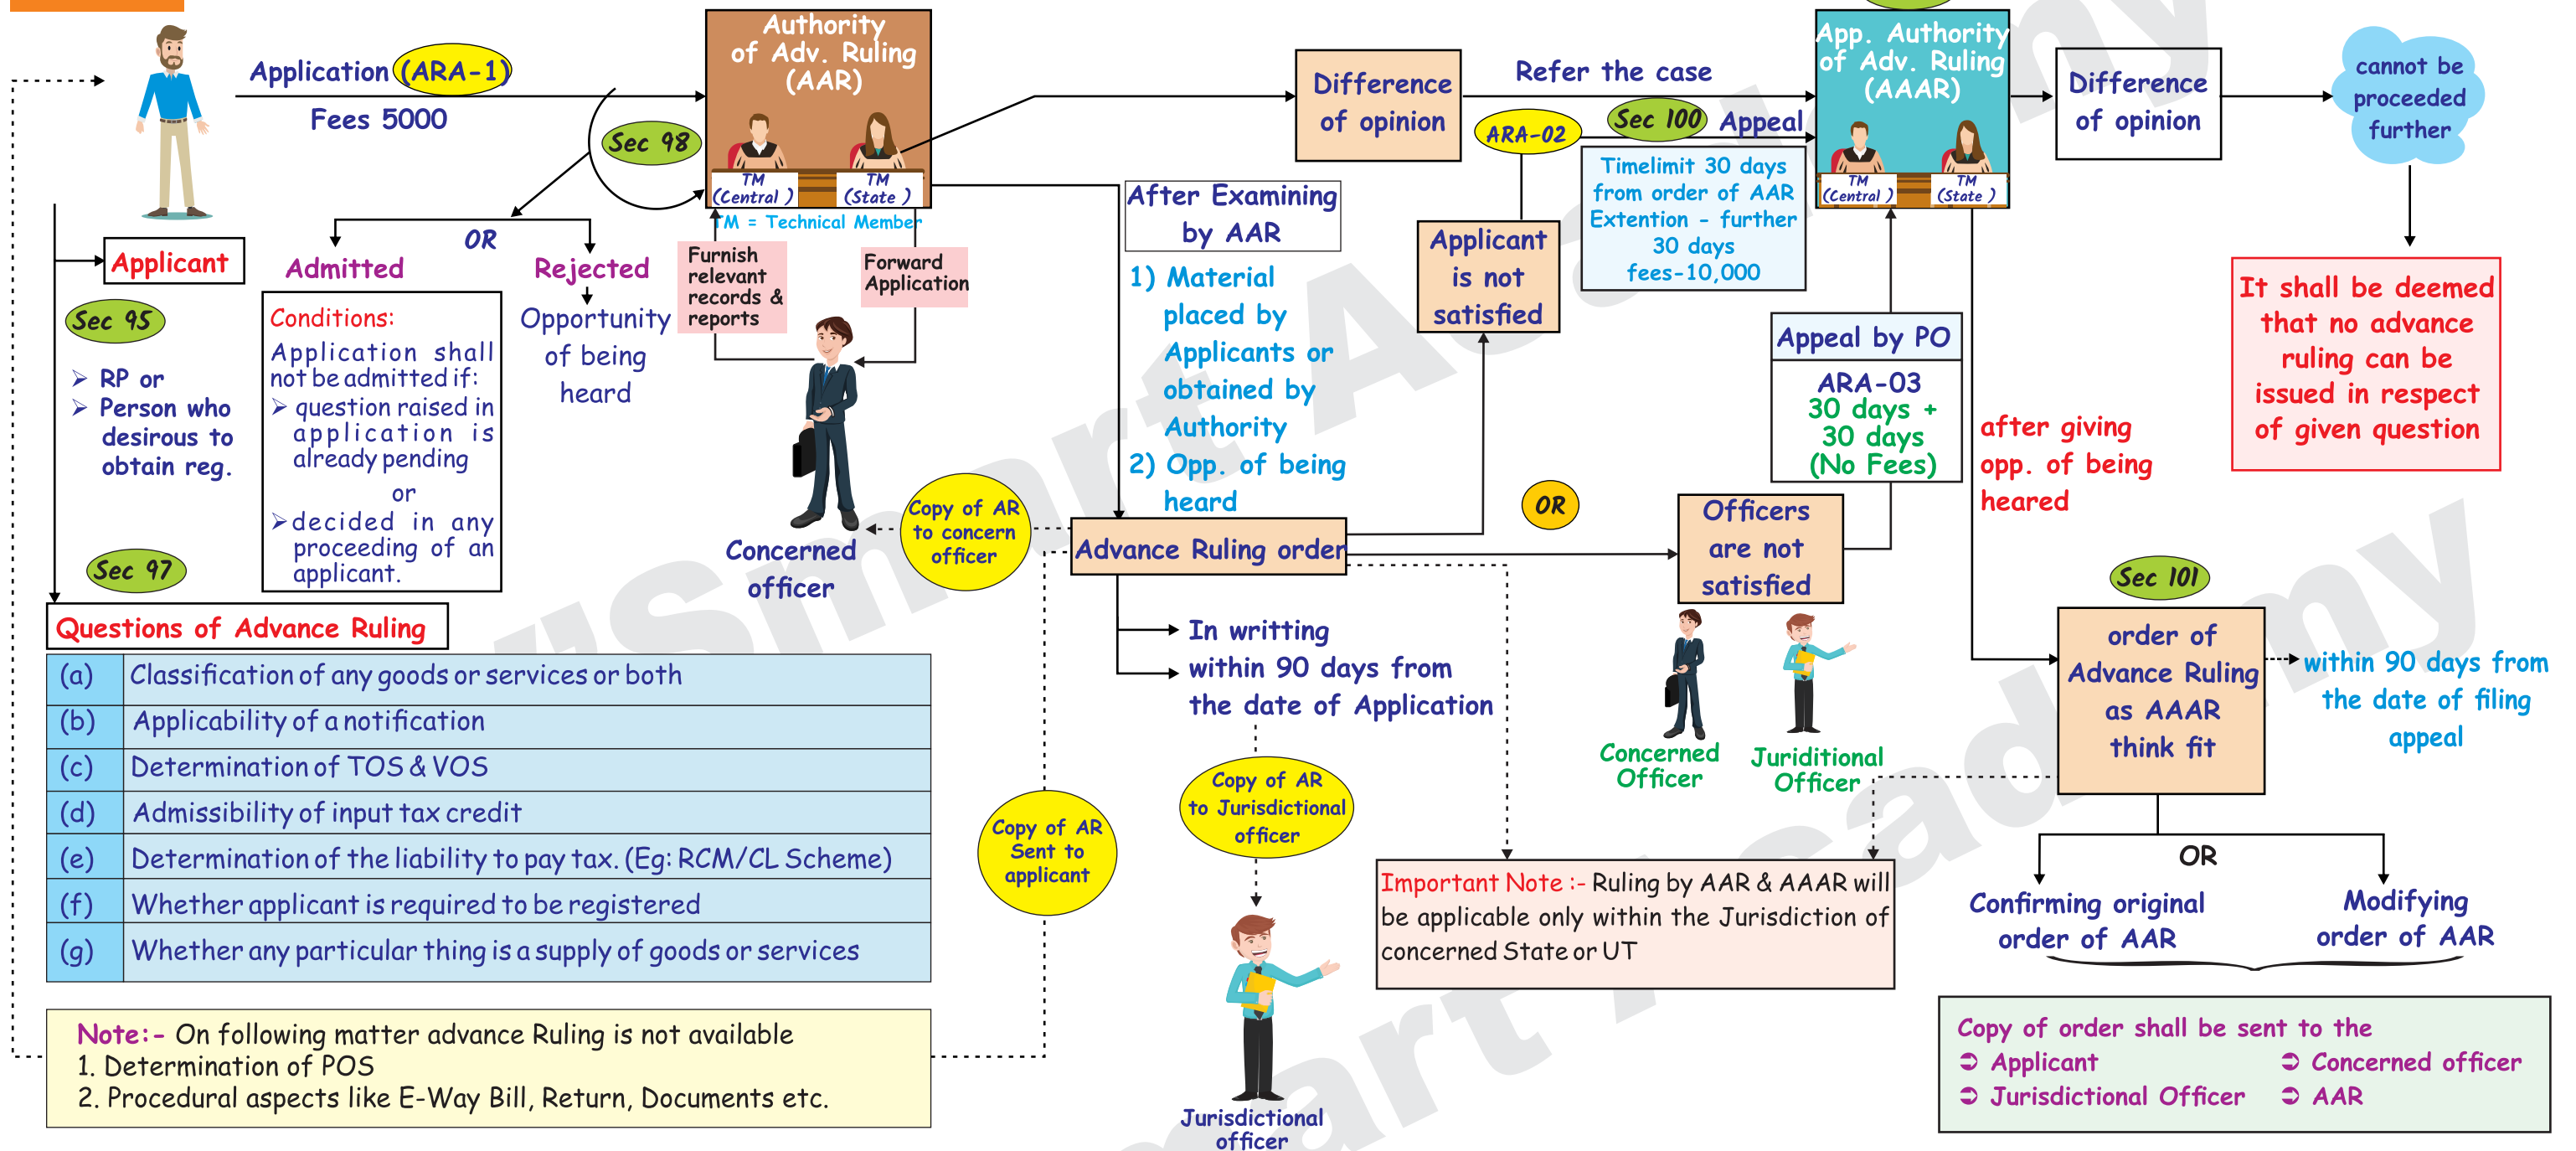 Application (ARA-1)
Fees 5000
Sec 98
Authority
of Adv. Ruling
(AAR)
TM
(Central )
TM
(State )
TM = Technical Member
Difference
of opinion
Refer the case
ARA-02
Sec 100
Appeal
Timelimit 30 days
from order of AAR
Extention - further
30 days
fees-10,000
App. Authority
of Adv. Ruling
(AAAR)
TM
(Central )
TM
(State )
Difference
of opinion
cannot be
proceeded
further
It shall be deemed
that no advance
ruling can be
issued in respect
of given question
Applicant
Sec 95
➢ RP or
➢ Person who
desirous to
obtain reg.
Sec 97
OR
Admitted
Rejected
Opportunity
of being
heard
Conditions:
Application shall
not be admitted if:
➢ question raised in
application is
already pending
or
➢ decided in any
proceeding of an
applicant.
Furnish
relevant
records &
reports
Forward
Application
Concerned
officer
Copy of AR
to concern
officer
After Examining
by AAR
1) Material
placed by
Applicants or
obtained by
Authority
2) Opp. of being
heard
Advance Ruling order
Applicant
is not
satisfied
OR
Officers
are not
satisfied
Appeal by PO
ARA-03
30 days +
30 days
(No Fees)
after giving
opp. of being
heared
Concerned
Officer
Juriditional
Officer
Sec 101
order of
Advance Ruling
as AAAR
think fit
within 90 days from
the date of filing
appeal
OR
Confirming original
order of AAR
Modifying
order of AAR
Copy of order shall be sent to the
➲ Applicant
➲ Concerned officer
➲ Jurisdictional Officer
➲ AAR
In writting
within 90 days from
the date of Application
Copy of AR
to Jurisdictional
officer
Jurisdictional
officer
Copy of AR
Sent to
applicant
Important Note :- Ruling by AAR & AAAR will
be applicable only within the Jurisdiction of
concerned State or UT
Questions of Advance Ruling
(a) Classification of any goods or services or both
(b) Applicability of a notification
(c) Determination of TOS & VOS
(d) Admissibility of input tax credit
(e) Determination of the liability to pay tax. (Eg: RCM/CL Scheme)
(f) Whether applicant is required to be registered
(g) Whether any particular thing is a supply of goods or services
Note:- On following matter advance Ruling is not available
1. Determination of POS
2. Procedural aspects like E-Way Bill, Return, Documents etc.
"Smart Academy
Smart Academy